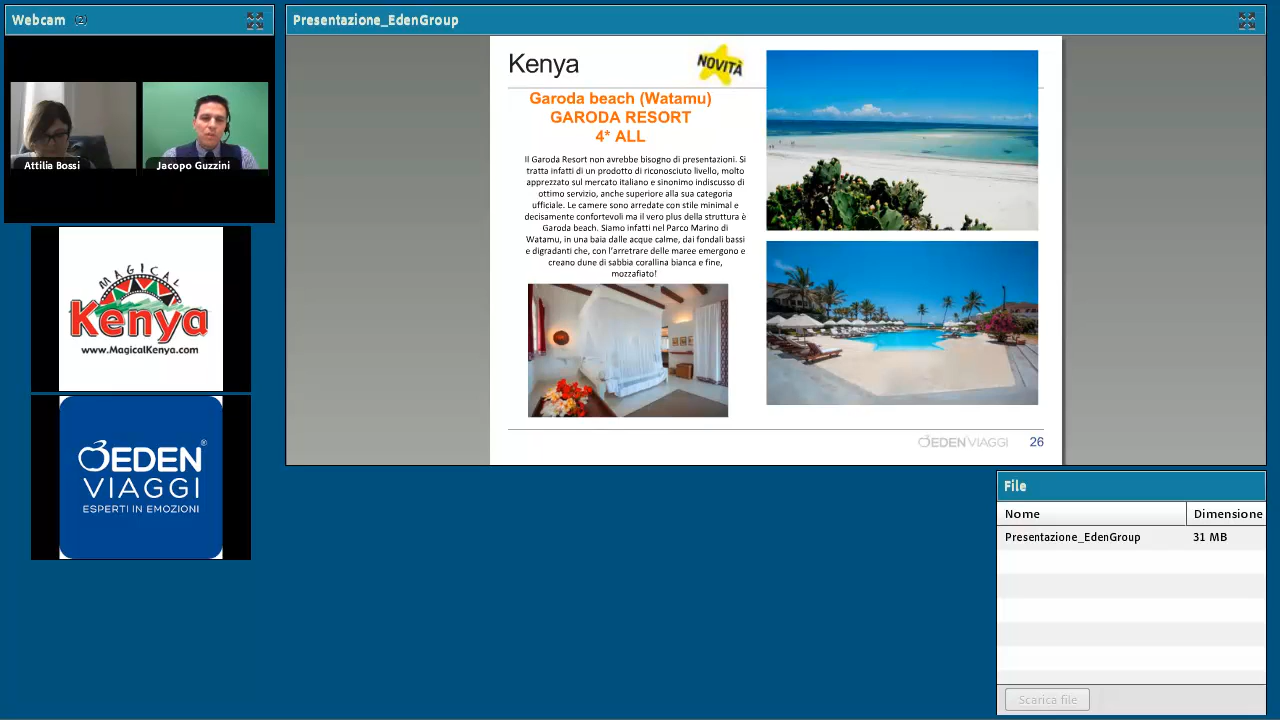 Webcam (2)
Attilia Bossi
Jacopo Guzzini
MAGICAL
Kenya
www.MagicalKenya.com
EDEN®
VIAGGI
ESPERTI IN EMOZIONI
Presentazione_EdenGroup
Kenya
NOVITÀ
Garoda beach (Watamu)
GARODA RESORT
4* ALL
Il Garoda Resort non avrebbe bisogno di presentazioni. Si
tratta infatti di un prodotto di riconosciuto livello, molto
apprezzato sul mercato italiano e sinonimo indiscusso di
ottimo servizio, anche superiore alla sua categoria
ufficiale. Le camere sono arredate con stile minimal e
decisamente confortevoli ma il vero plus della struttura è
Garoda beach. Siamo infatti nel Parco Marino di
Watamu, in una baia dalle acque calme, dai fondali bassi
e digradanti che, con l'arretrare delle maree emergono e
creano dune di sabbia corallina bianca e fine,
mozzafiato!
EDEN VIAGGI
26
File
Nome Dimensione
Presentazione_EdenGroup 31 MB
Scarica file